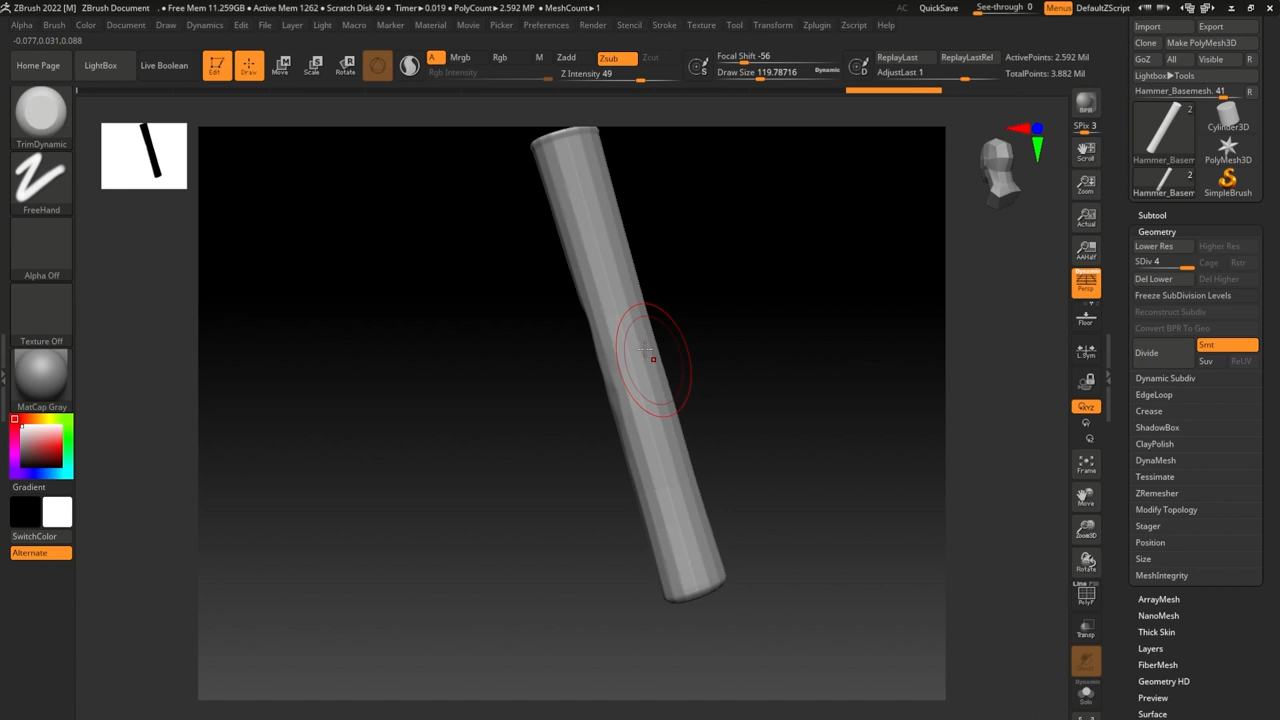 ZBrush 2022 [M] ZBrush Document , ● Free Mem 11.259GB ● Active Mem 1262 ● Scratch Disk 49 ● Timer▶0.019 ● PolyCount▶2.592 MP ● MeshCount▶1 AC QuickSave See-through 0 Menus DefaultZScript
Alpha Brush Color Document Draw Dynamics Edit File Layer Light Macro Marker Material Movie Picker Preferences Render Stencil Stroke Texture Tool Transform Zplugin Zscript Help
-0.077,0.031,0.088
Home Page LightBox Live Boolean Edit Draw Move Scale Rotate A Mrgb Rgb M Zadd Zsub Zcut
Rgb Intensity Z Intensity 49
Focal Shift -56
Draw Size 119.78716 Dynamic
S
D
ReplayLast ReplayLastRel
AdjustLast 1
ActivePoints: 2.592 Mil
TotalPoints: 3.882 Mil
TrimDynamic
FreeHand
Alpha Off
Texture Off
MatCap Gray
Gradient
SwitchColor
Alternate
BPR
SPix 3
Scroll
Zoom
Actual
AAHalf
Dynamic
Persp
Floor
L.Sym
XYZ
Frame
Move
Zoom3D
Rotate
Line Fill
PolyF
Transp
Dynamic
Solo
Import Export
Clone Make PolyMesh3D
GoZ All Visible R
Lightbox▶Tools
Hammer_Basemesh. 41 R
2
Hammer_Basem
Cylinder3D
PolyMesh3D
2
Hammer_Basem
SimpleBrush
Subtool
Geometry
Lower Res Higher Res
SDiv 4 Cage Rstr
Del Lower Del Higher
Freeze SubDivision Levels
Reconstruct Subdiv
Convert BPR To Geo
Divide Smt
Suv ReUV
Dynamic Subdiv
EdgeLoop
Crease
ShadowBox
ClayPolish
DynaMesh
Tessimate
ZRemesher
Modify Topology
Stager
Position
Size
MeshIntegrity
ArrayMesh
NanoMesh
Thick Skin
Layers
FiberMesh
Geometry HD
Preview
Surface